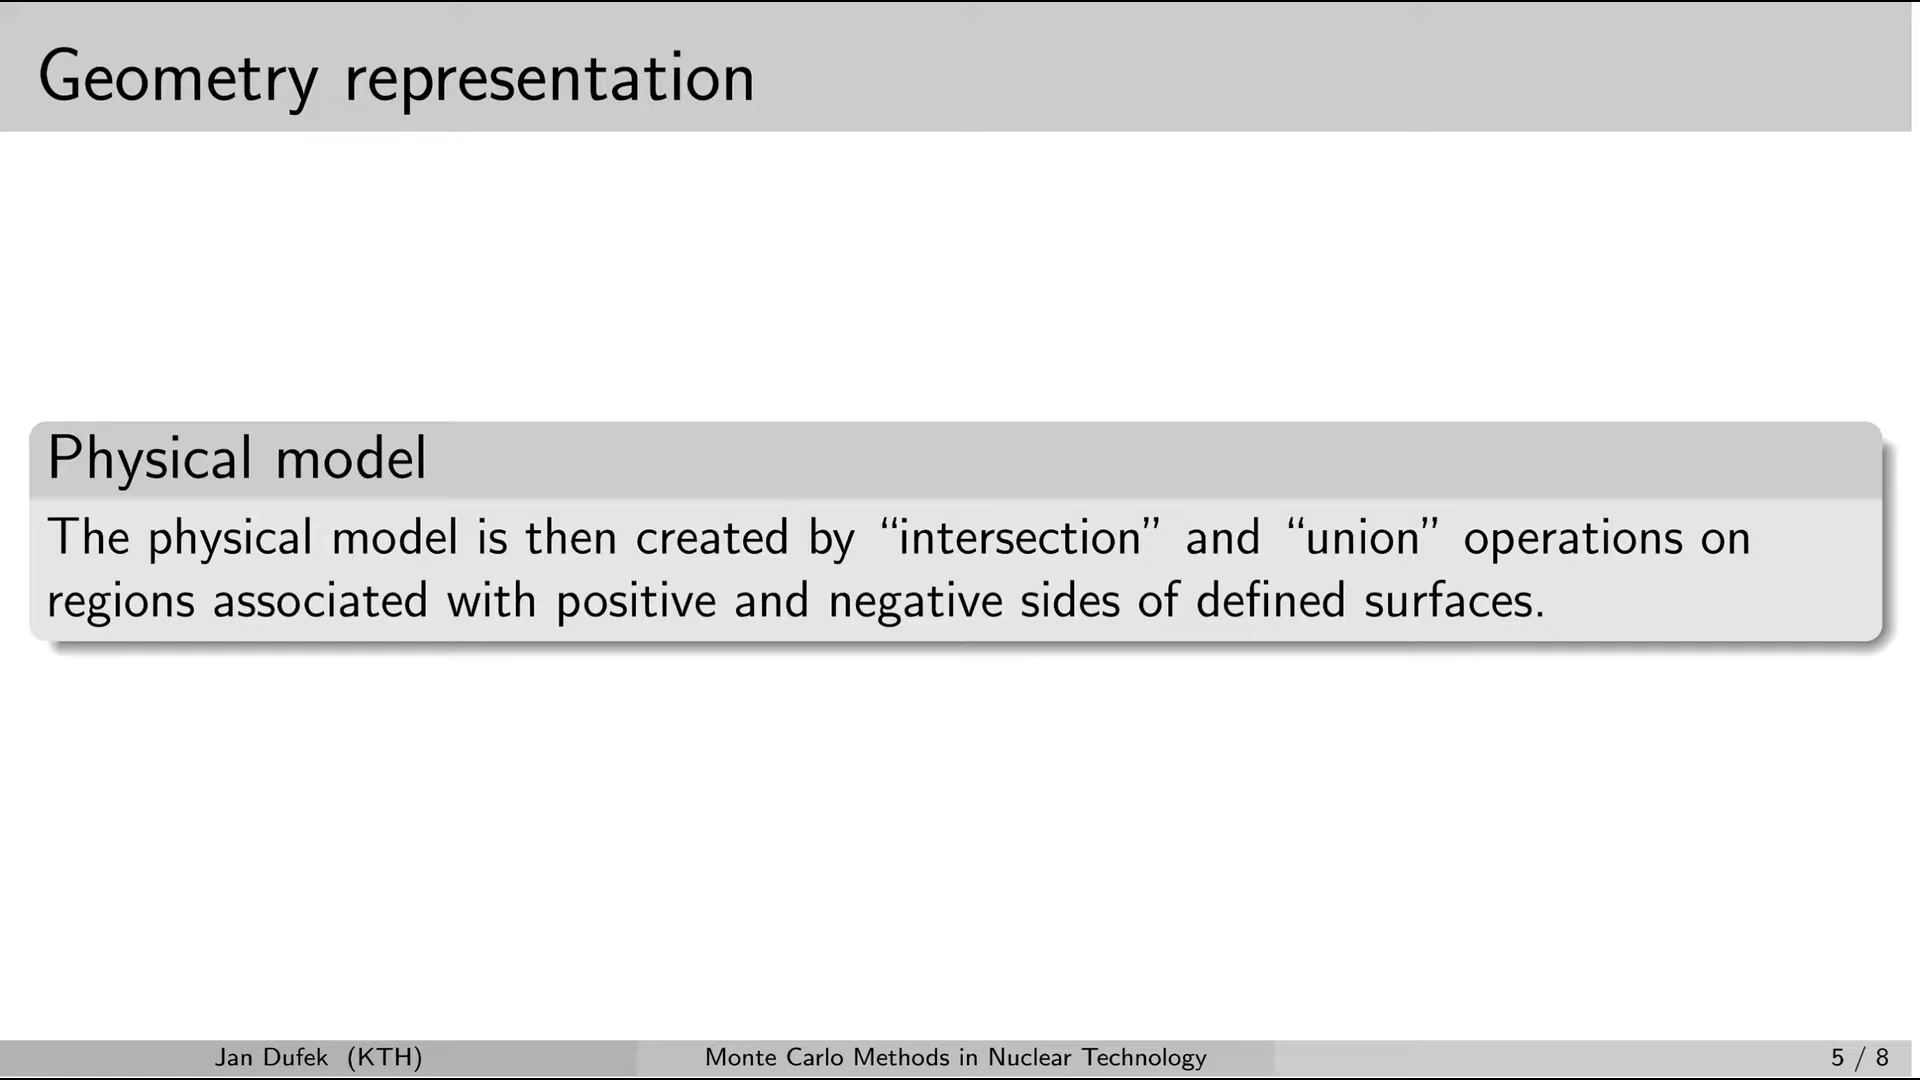 Geometry representation
Physical model
The physical model is then created by “intersection” and “union” operations on
regions associated with positive and negative sides of defined surfaces.
Jan Dufek (KTH)
Monte Carlo Methods in Nuclear Technology
5 / 8